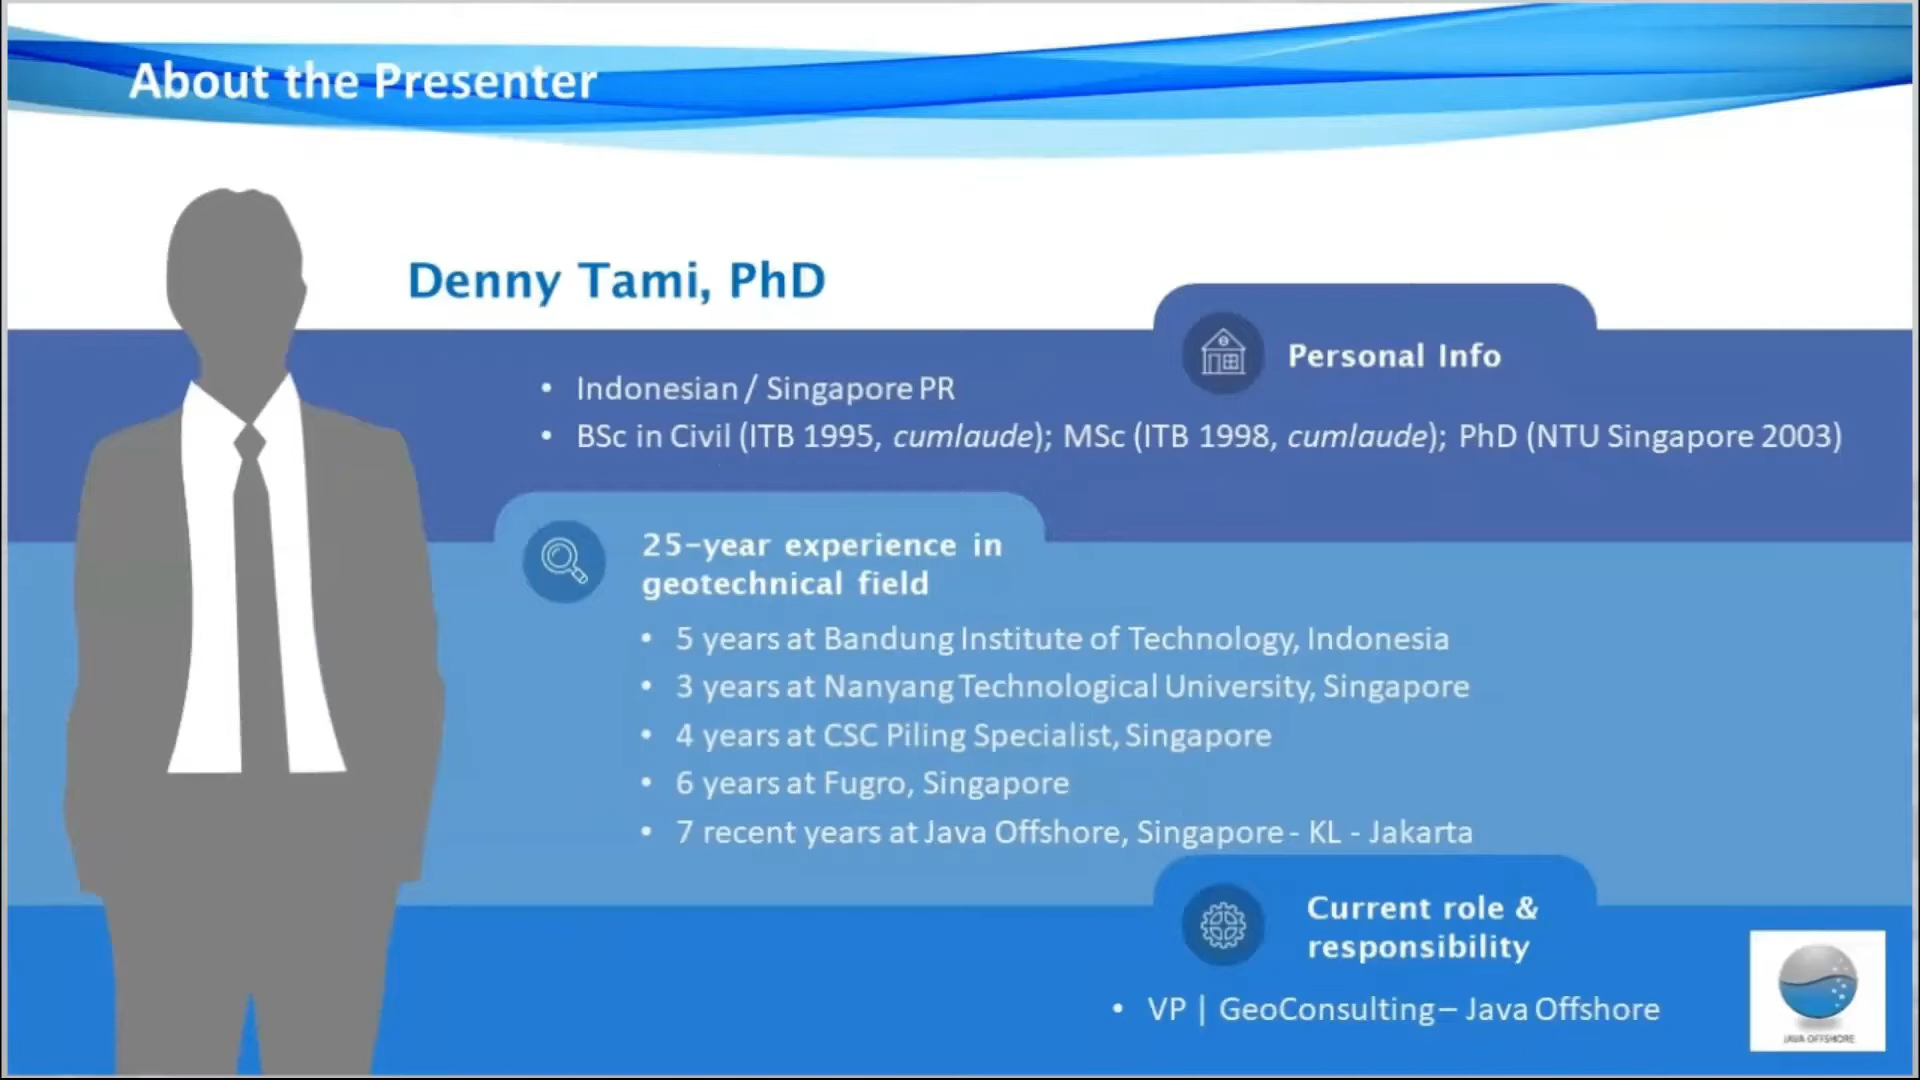 About the Presenter
Denny Tami, PhD
Personal Info
• Indonesian / Singapore PR
• BSc in Civil (ITB 1995, cumlaude); MSc (ITB 1998, cumlaude); PhD (NTU Singapore 2003)
25-year experience in
geotechnical field
• 5 years at Bandung Institute of Technology, Indonesia
• 3 years at Nanyang Technological University, Singapore
• 4 years at CSC Piling Specialist, Singapore
• 6 years at Fugro, Singapore
• 7 recent years at Java Offshore, Singapore - KL - Jakarta
Current role &
responsibility
• VP | GeoConsulting – Java Offshore
JAVA OFFSHORE